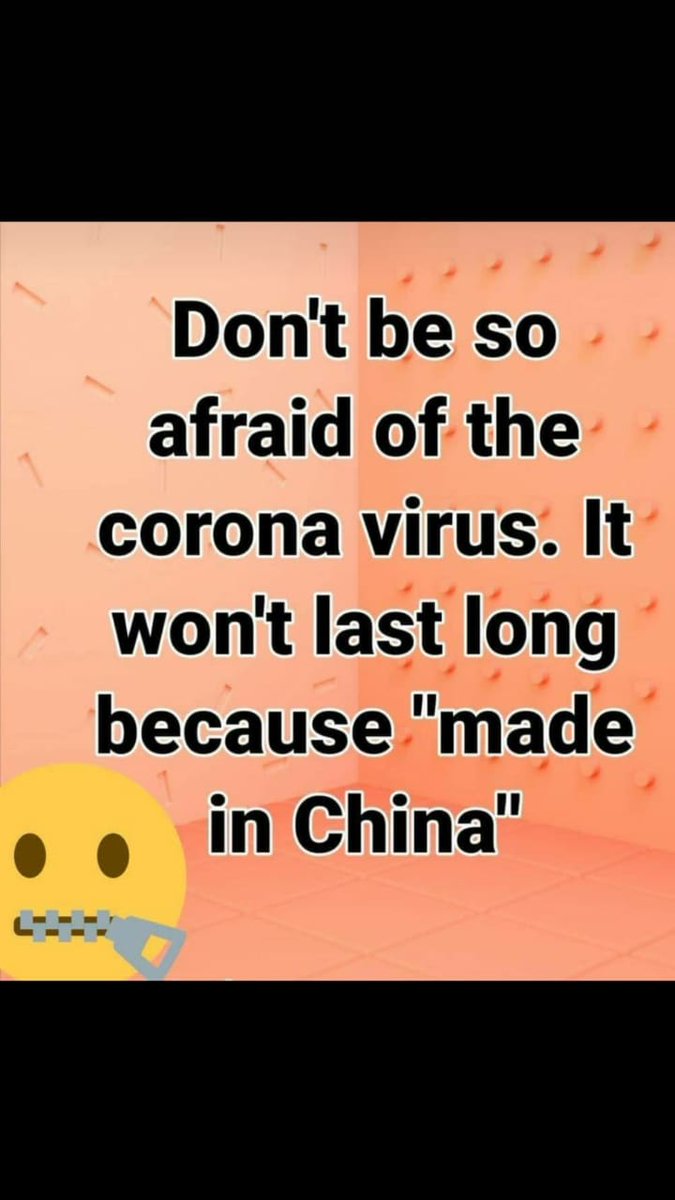 Don't be so
afraid of the
corona virus. It
won't last long
because "made
in China"